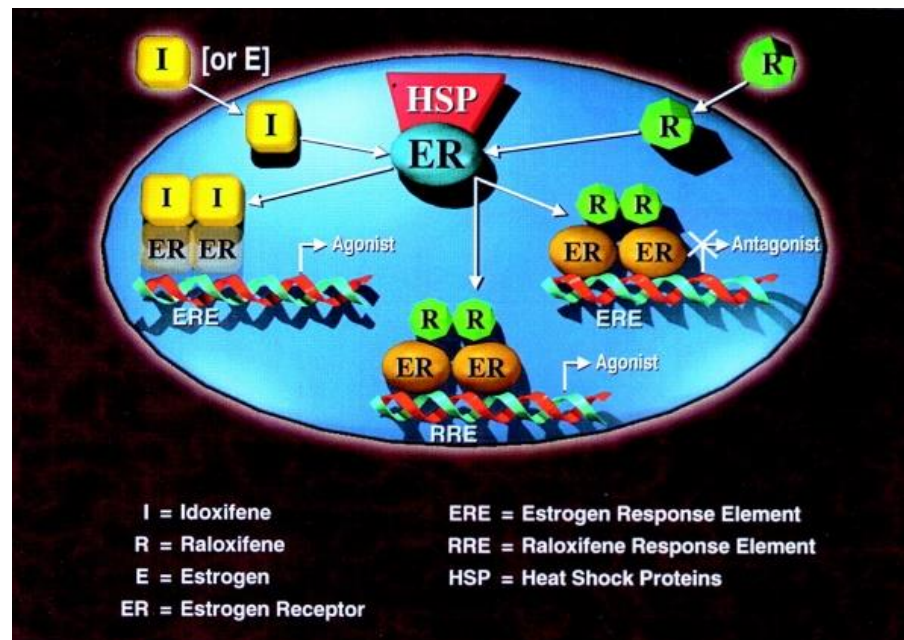 I [or E]
HSP
R
I
R
ER
I I
R R
ER ER
Agonist
ER ER
Antagonist
ERE
ERE
R R
ER ER
Agonist
RRE
I = Idoxifene
R = Raloxifene
E = Estrogen
ER = Estrogen Receptor
ERE = Estrogen Response Element
RRE = Raloxifene Response Element
HSP = Heat Shock Proteins